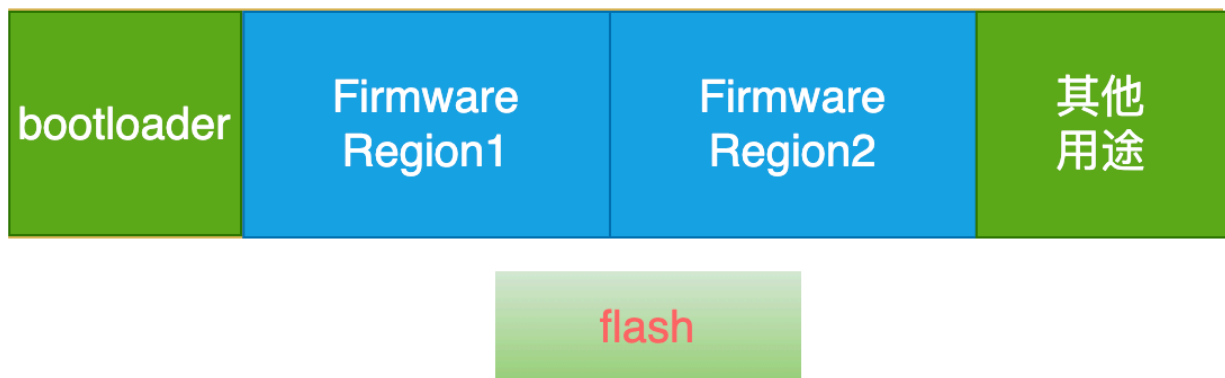 bootloader
Firmware
Region1
Firmware
Region2
其他
用途
flash